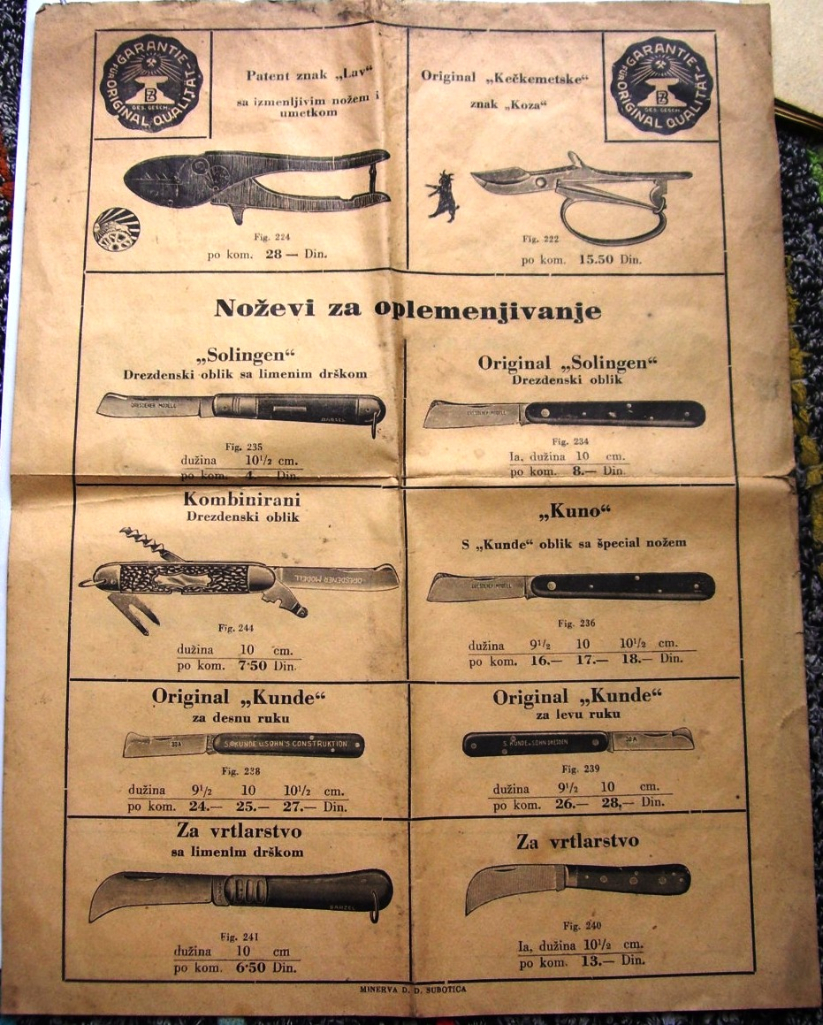 GARANTIE-
FÜR
ORIGINAL QUALITÄT
GES. GESCH.
Patent znak „Lav“
sa izmenljivim nožem i
umetkom
Fig. 224
po kom. 28 — Din.
Original „Kečkemetske“
znak „Koza“
GARANTIE-
FÜR
ORIGINAL QUALITÄT
GES. GESCH.
Fig. 222
po kom. 15.50 Din.
Noževi za oplemenjivanje
„Solingen“
Drezdenski oblik sa limenim drškom
DRESDENER MODELL
Fig. 235
dužina 10½ cm.
po kom. 4.— Din.
Original „Solingen“
Drezdenski oblik
DRESDENER MODELL
Fig. 234
Ia, dužina 10 cm.
po kom. 8.— Din.
Kombinirani
Drezdenski oblik
DRESDENER MODELL
Fig. 244
dužina 10 cm.
po kom. 7·50 Din.
„Kuno“
S „Kunde“ oblik sa špecial nožem
DRESDENER MODELL
Fig. 236
dužina 9½ 10 10½ cm.
po kom. 16.— 17.— 18.— Din.
Original „Kunde“
za desnu ruku
S. KUNDE U. SOHN'S CONSTRUKTION
Fig. 238
dužina 9½ 10 10½ cm.
po kom. 24.— 25.— 27.— Din.
Original „Kunde“
za levu ruku
S. KUNDE U. SOHN DRESDEN
Fig. 239
dužina 9½ 10 cm.
po kom. 26.— 28,— Din.
Za vrtlarstvo
sa limenim drškom
Fig. 241
dužina 10 cm
po kom. 6·50 Din.
Za vrtlarstvo
Fig. 240
Ia, dužina 10½ cm.
po kom. 13.— Din.
MINERVA D. D. SUBOTICA